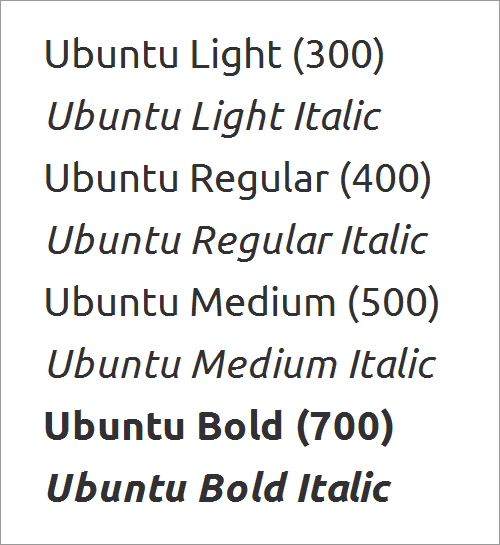 Ubuntu Light (300)
Ubuntu Light Italic
Ubuntu Regular (400)
Ubuntu Regular Italic
Ubuntu Medium (500)
Ubuntu Medium Italic
Ubuntu Bold (700)
Ubuntu Bold Italic